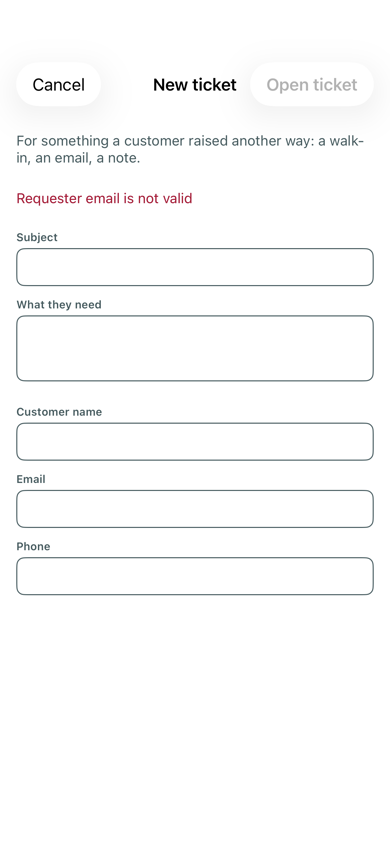 Cancel
New ticket
Open ticket
For something a customer raised another way: a walk-
in, an email, a note.
Requester email is not valid
Subject
What they need
Customer name
Email
Phone